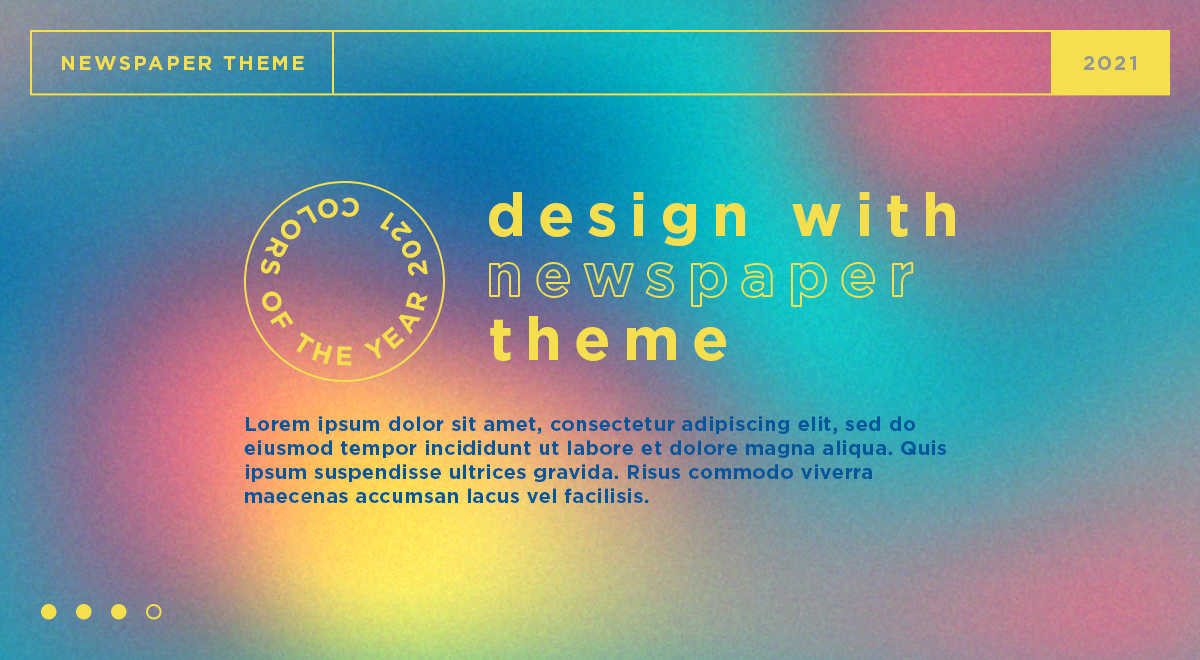 NEWSPAPER THEME
2021
COLORS OF THE YEAR 2021
design with
newspaper
theme
Lorem ipsum dolor sit amet, consectetur adipiscing elit, sed do
eiusmod tempor incididunt ut labore et dolore magna aliqua. Quis
ipsum suspendisse ultrices gravida. Risus commodo viverra
maecenas accumsan lacus vel facilisis.